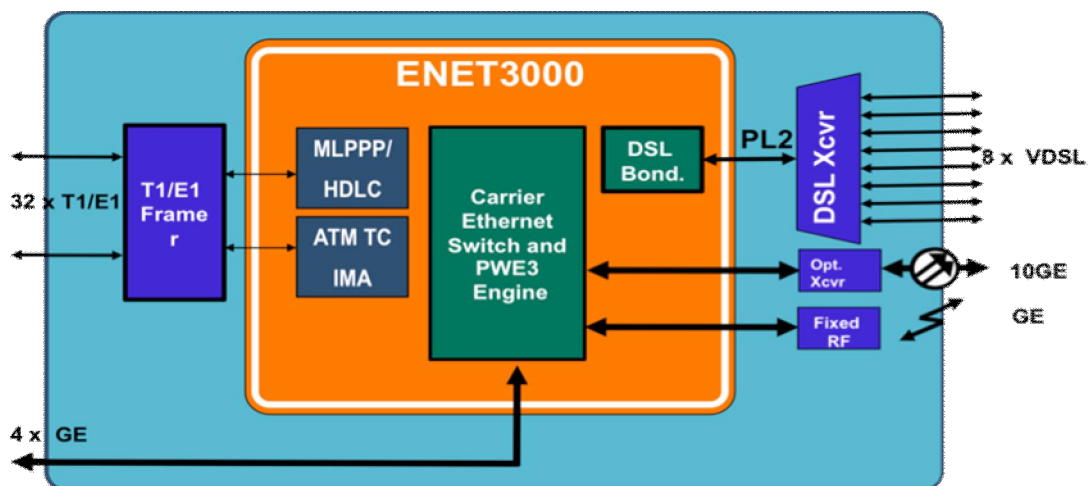 ENET3000
MLPPP/
HDLC
ATM TC
IMA
T1/E1
Frame
r
32 x T1/E1
Carrier
Ethernet
Switch and
PWE3
Engine
DSL
Bond.
PL2
DSL Xcvr
8 x VDSL
Opt.
Xcvr
10GE
Fixed
RF
GE
4 x GE